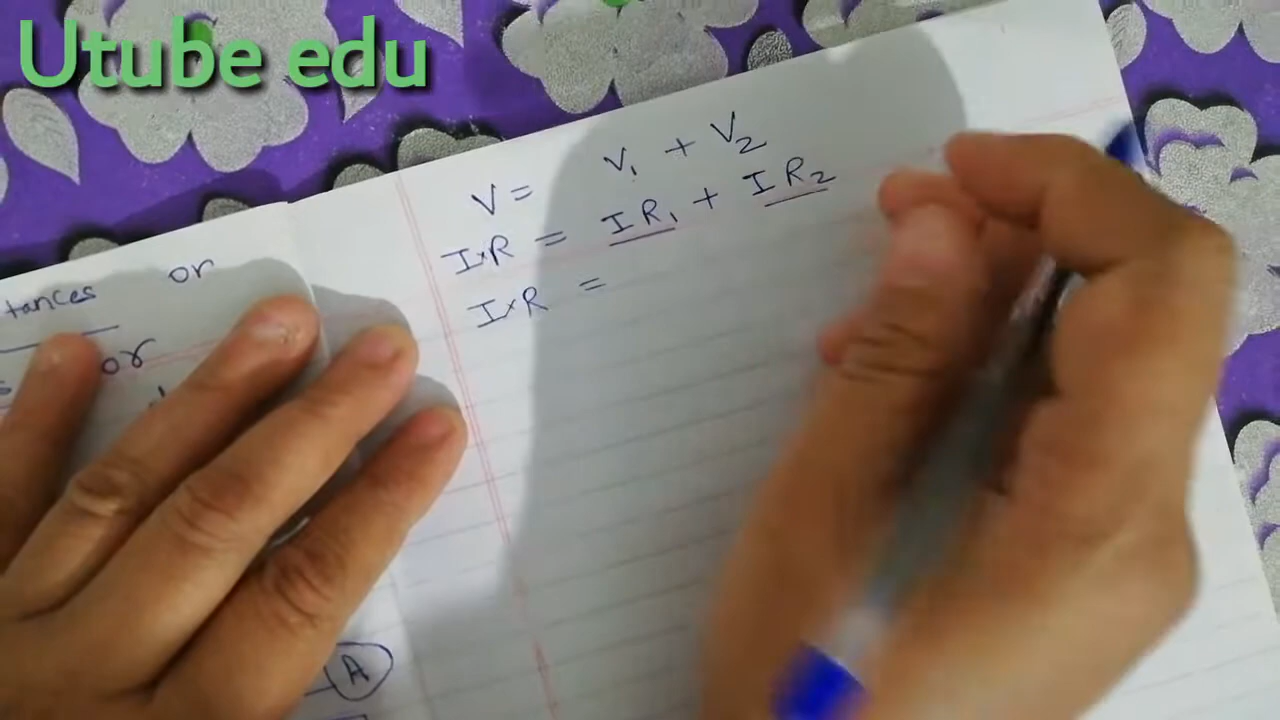 Utube edu
V = V₁ + V₂
I×R = IR₁ + IR₂
I×R =
tances or
or
A